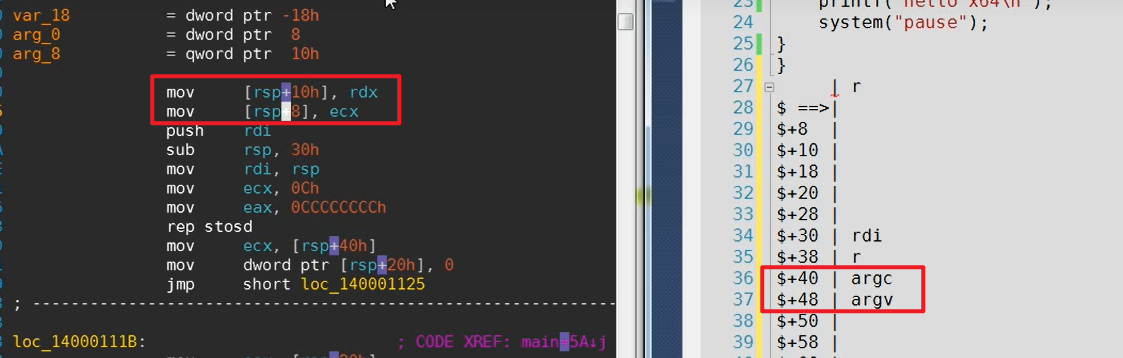 var_18 = dword ptr -18h
arg_0 = dword ptr 8
arg_8 = qword ptr 10h
mov [rsp+10h], rdx
mov [rsp+8], ecx
push rdi
sub rsp, 30h
mov rdi, rsp
mov ecx, 0Ch
mov eax, 0CCCCCCCCh
rep stosd
mov ecx, [rsp+40h]
mov dword ptr [rsp+20h], 0
jmp short loc_140001125
; ---------------------------------------------------------------
loc_14000111B: ; CODE XREF: main+5A↓j
23 printf("hello x64\n");
24 system("pause");
25 }
26 }
27 | r
28 $ ==>|
29 $+8 |
30 $+10 |
31 $+18 |
32 $+20 |
33 $+28 |
34 $+30 | rdi
35 $+38 | r
36 $+40 | argc
37 $+48 | argv
38 $+50 |
39 $+58 |